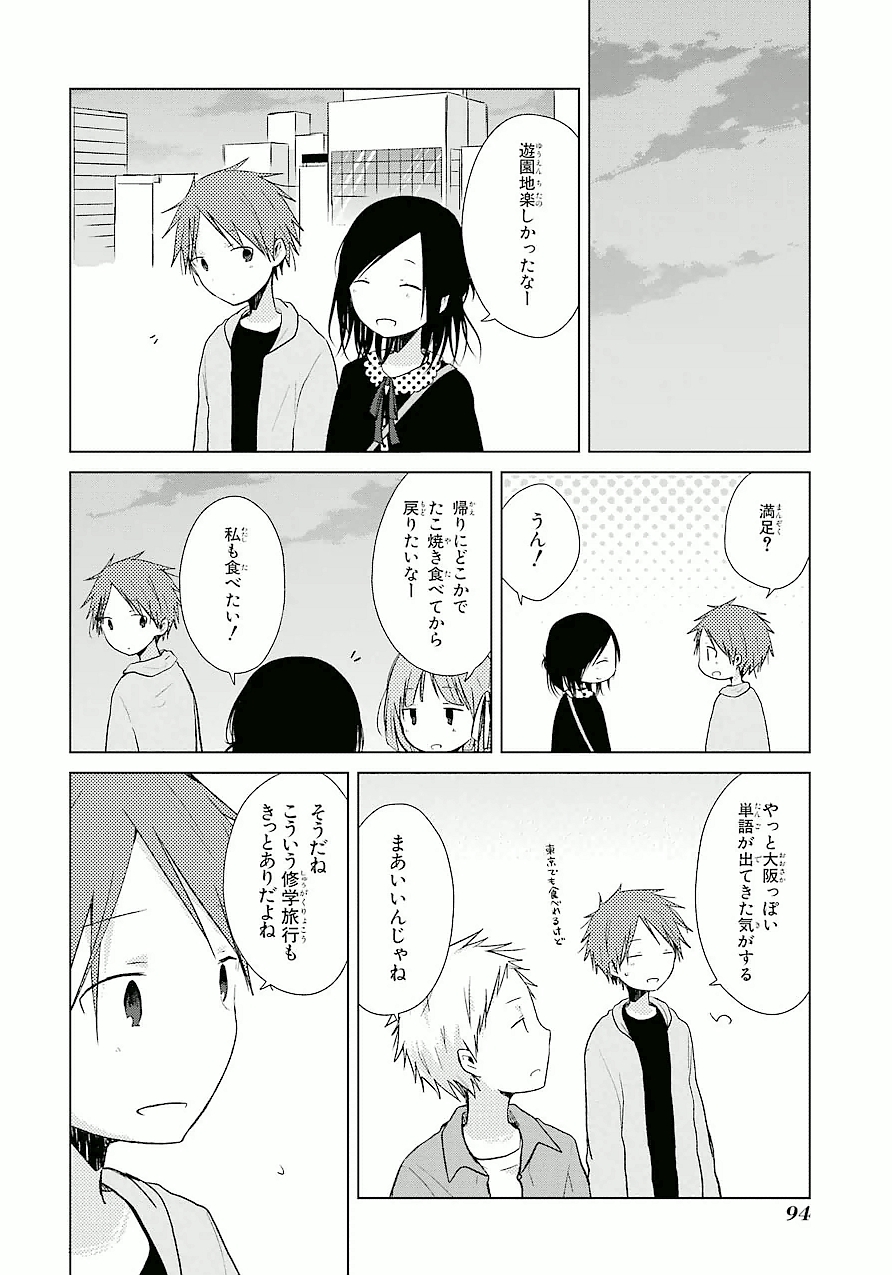 遊園地楽しかったなー
満足?
うん!
帰りにどこかで
たこ焼き食べてから
戻りたいなー
私も食べたい!
やっと大阪っぽい
単語が出てきた気がする
東京でも食べれるけど
まあいいんじゃね
そうだね
こういう修学旅行も
きっとありだよね
94